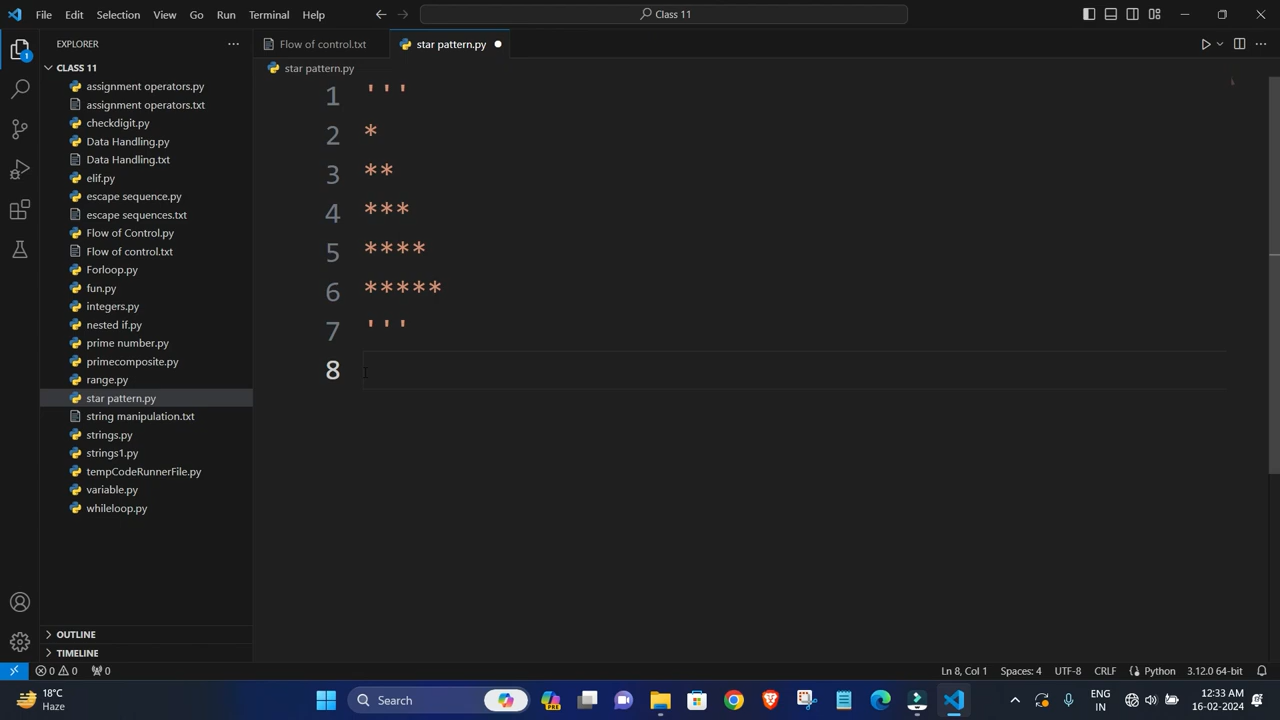 File Edit Selection View Go Run Terminal Help Class 11
EXPLORER
Flow of control.txt star pattern.py
CLASS 11
star pattern.py
assignment operators.py
assignment operators.txt
checkdigit.py
Data Handling.py
Data Handling.txt
elif.py
escape sequence.py
escape sequences.txt
Flow of Control.py
Flow of control.txt
Forloop.py
fun.py
integers.py
nested if.py
prime number.py
primecomposite.py
range.py
star pattern.py
string manipulation.txt
strings.py
strings1.py
tempCodeRunnerFile.py
variable.py
whileloop.py
OUTLINE
TIMELINE
1 '''
2 *
3 **
4 ***
5 ****
6 *****
7 '''
8
0 0 0 Ln 8, Col 1 Spaces: 4 UTF-8 CRLF Python 3.12.0 64-bit
18°C
Haze
Search
PRE
ENG
IN
12:33 AM
16-02-2024
1